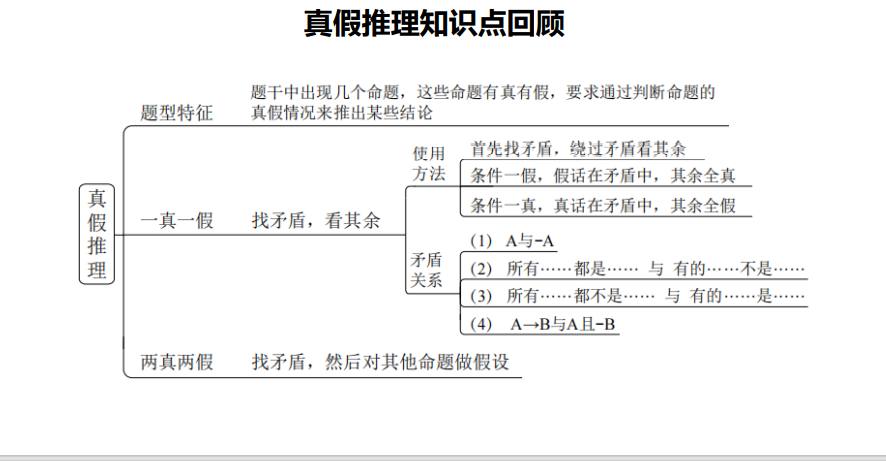 真假推理知识点回顾
题干中出现几个命题，这些命题有真有假，要求通过判断命题的
题型特征
真假情况来推出某些结论
真假推理
一真一假
找矛盾，看其余
使用
方法
首先找矛盾，绕过矛盾看其余
条件一假，假话在矛盾中，其余全真
条件一真，真话在矛盾中，其余全假
矛盾
关系
(1) A与-A
(2) 所有……都是…… 与 有的……不是……
(3) 所有……都不是…… 与 有的……是……
(4) A→B与A且-B
两真两假
找矛盾，然后对其他命题做假设